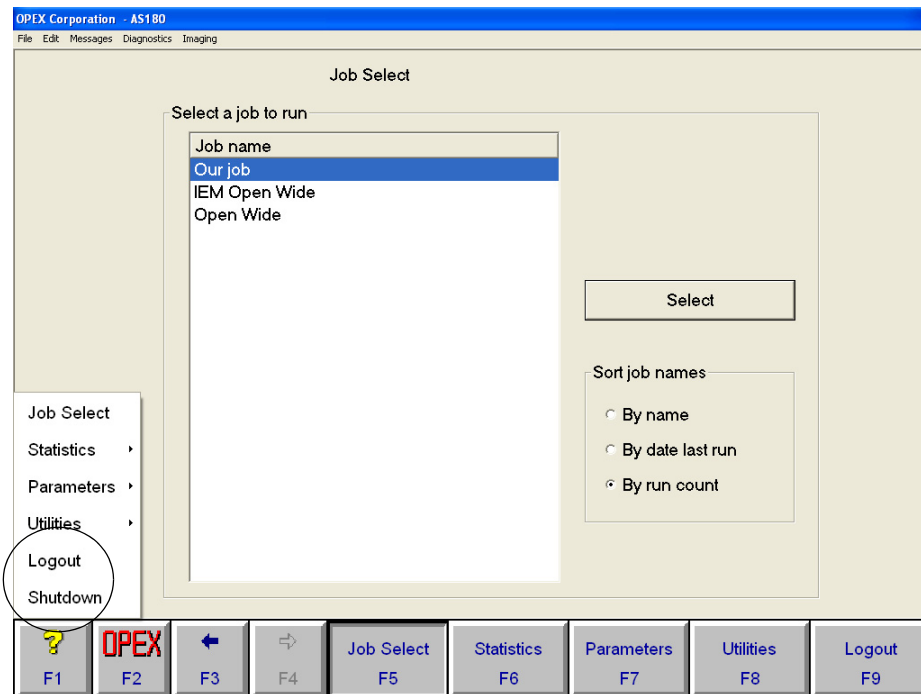 OPEX Corporation - AS180
File Edit Messages Diagnostics Imaging
Job Select
Select a job to run
Job name
Our job
IEM Open Wide
Open Wide
Select
Sort job names
By name
By date last run
By run count
Job Select
Statistics
Parameters
Utilities
Logout
Shutdown
? OPEX Job Select Statistics Parameters Utilities Logout
F1 F2 F3 F4 F5 F6 F7 F8 F9